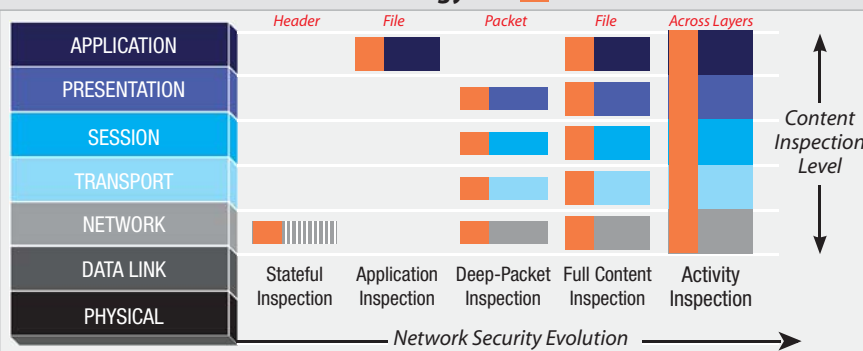 Header File Packet File Across Layers
APPLICATION
PRESENTATION
SESSION
TRANSPORT
NETWORK
DATA LINK
PHYSICAL
Content
Inspection
Level
Stateful
Inspection
Application
Inspection
Deep-Packet
Inspection
Full Content
Inspection
Activity
Inspection
Network Security Evolution